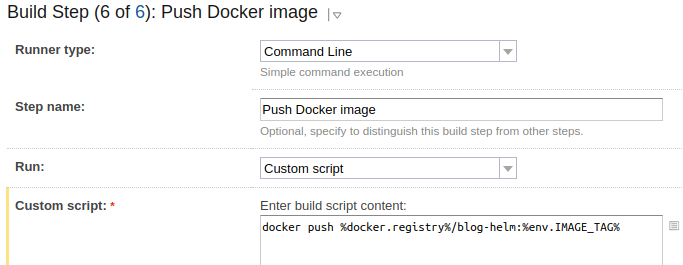 Build Step (6 of 6): Push Docker image
Runner type:
Command Line
Simple command execution
Step name:
Push Docker image
Optional, specify to distinguish this build step from other steps.
Run:
Custom script
Custom script: *
Enter build script content:
docker push %docker.registry%/blog-helm:%env.IMAGE_TAG%